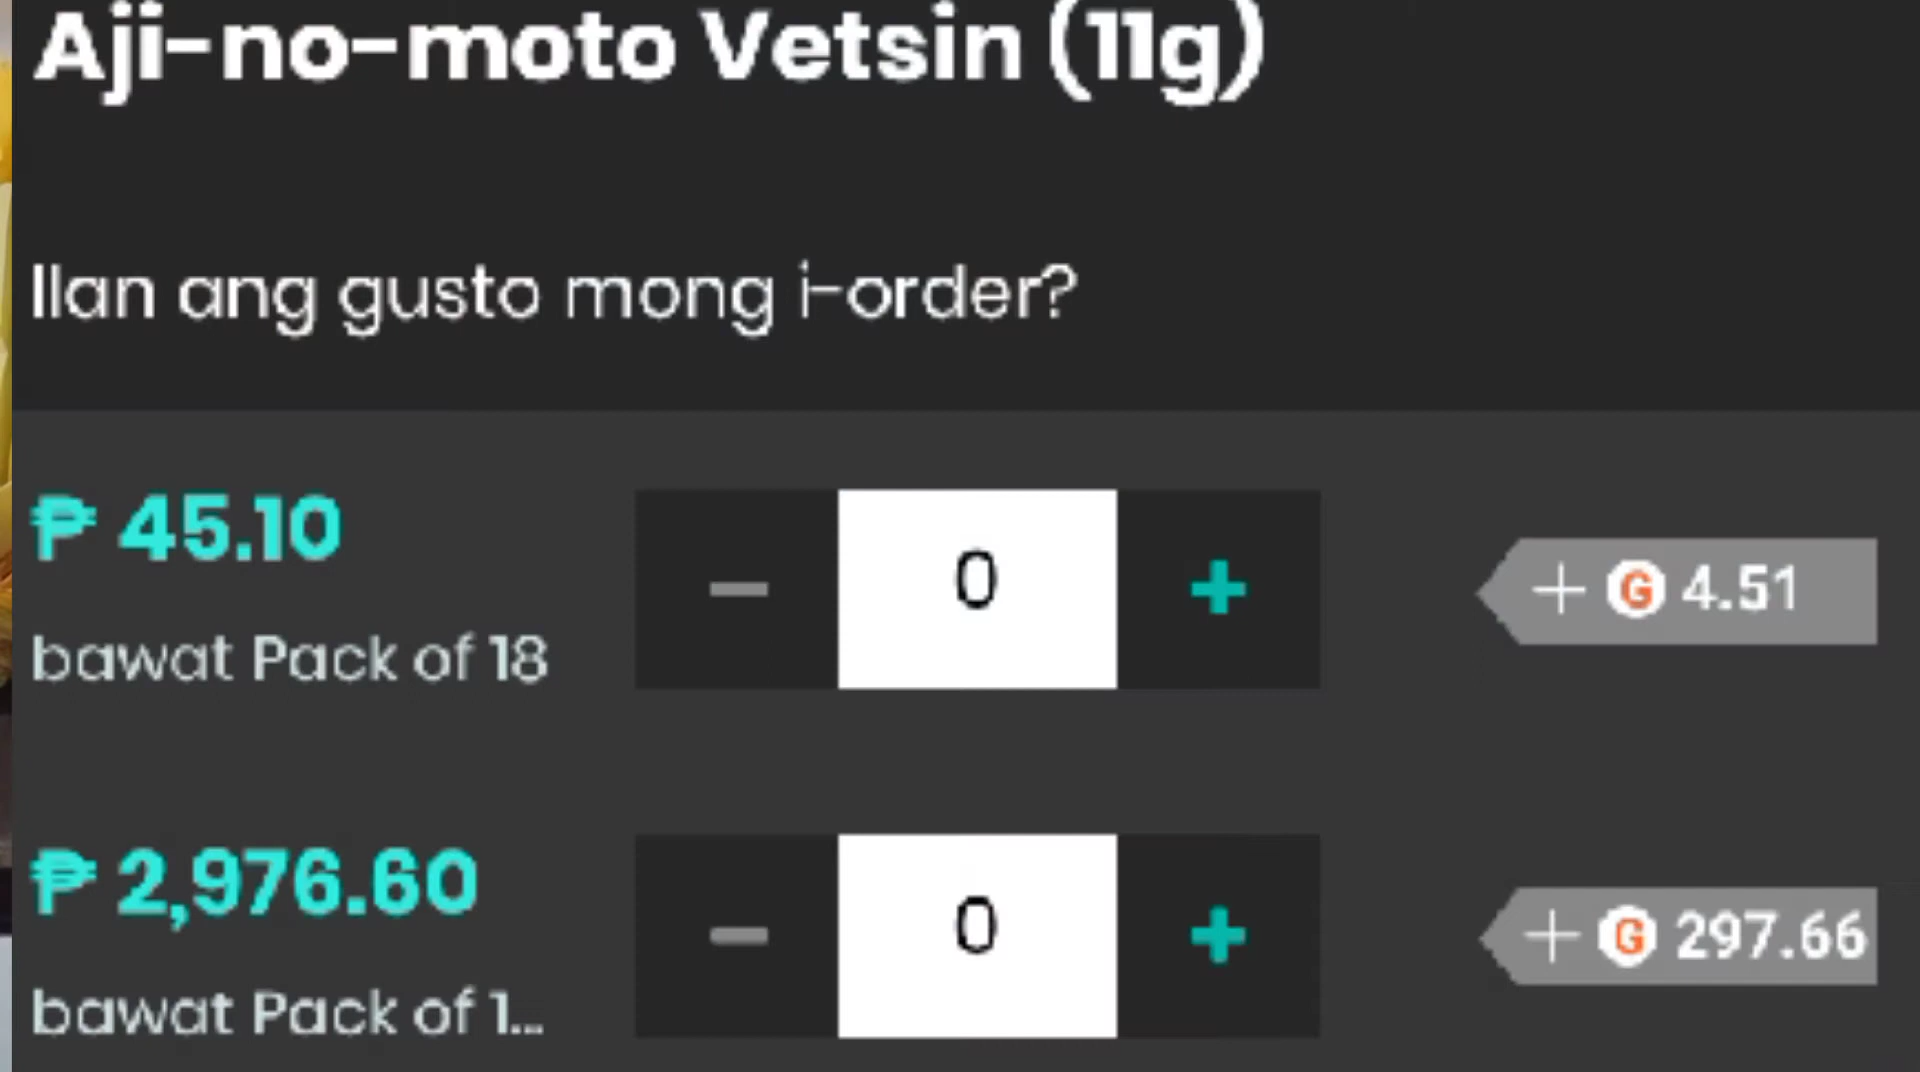 Aji-no-moto Vetsin (11g)
Ilan ang gusto mong i-order?
₱ 45.10
- 0 +
+ G 4.51
bawat Pack of 18
₱ 2,976.60
- 0 +
+ G 297.66
bawat Pack of 1...